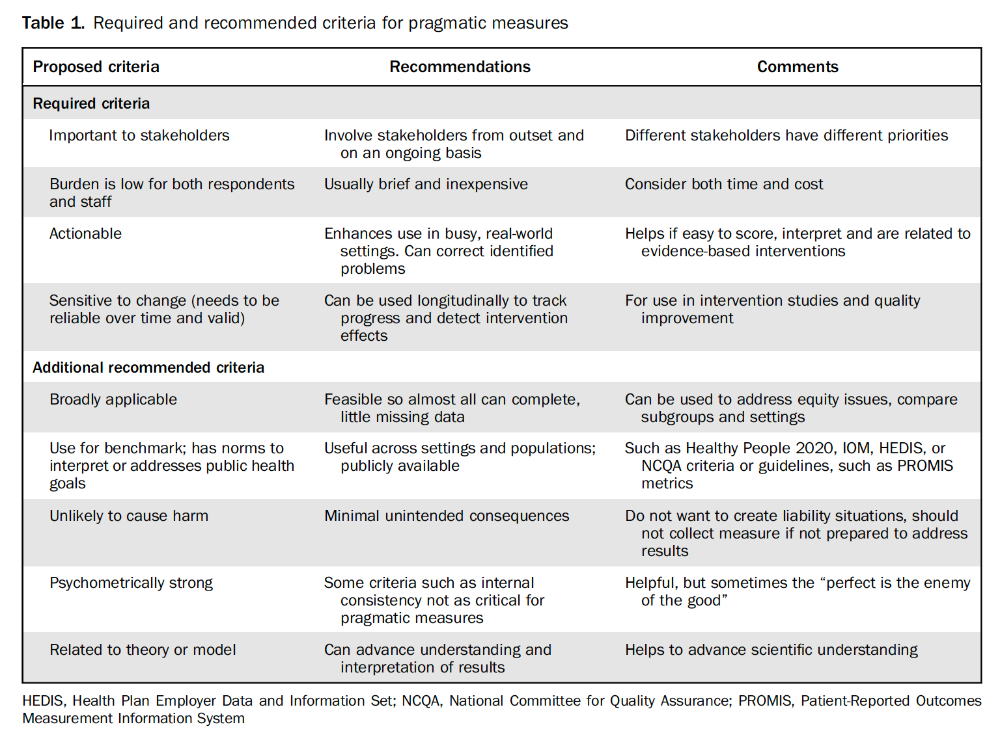 Table 1. Required and recommended criteria for pragmatic measures
Proposed criteria Recommendations Comments
Required criteria
Important to stakeholders Involve stakeholders from outset and Different stakeholders have different priorities
on an ongoing basis
Burden is low for both respondents Usually brief and inexpensive Consider both time and cost
and staff
Actionable Enhances use in busy, real-world Helps if easy to score, interpret and are related to
settings. Can correct identified evidence-based interventions
problems
Sensitive to change (needs to be Can be used longitudinally to track For use in intervention studies and quality
reliable over time and valid) progress and detect intervention improvement
effects
Additional recommended criteria
Broadly applicable Feasible so almost all can complete, Can be used to address equity issues, compare
little missing data subgroups and settings
Use for benchmark; has norms to Useful across settings and populations; Such as Healthy People 2020, IOM, HEDIS, or
interpret or addresses public health publicly available NCQA criteria or guidelines, such as PROMIS
goals metrics
Unlikely to cause harm Minimal unintended consequences Do not want to create liability situations, should
not collect measure if not prepared to address
results
Psychometrically strong Some criteria such as internal Helpful, but sometimes the “perfect is the enemy
consistency not as critical for of the good”
pragmatic measures
Related to theory or model Can advance understanding and Helps to advance scientific understanding
interpretation of results
HEDIS, Health Plan Employer Data and Information Set; NCQA, National Committee for Quality Assurance; PROMIS, Patient-Reported Outcomes
Measurement Information System